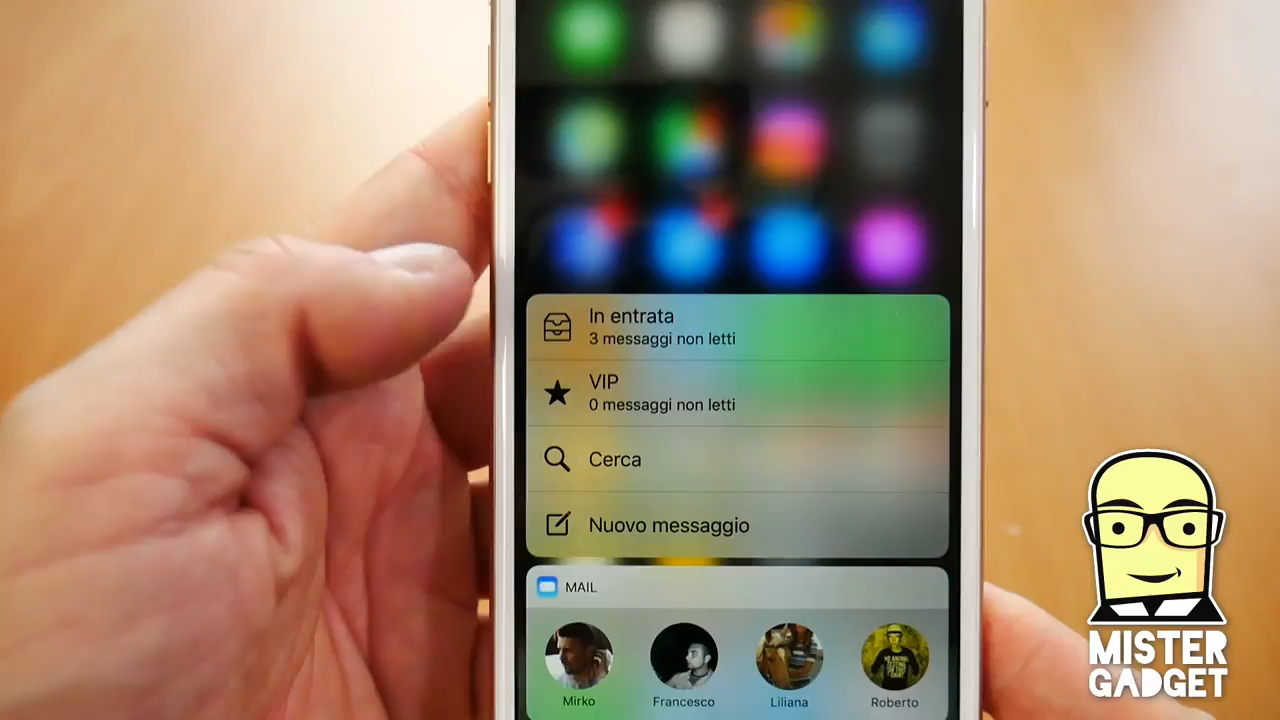 In entrata
3 messaggi non letti
VIP
0 messaggi non letti
Cerca
Nuovo messaggio
MAIL
Mirko
Francesco
Liliana
Roberto
MISTER
GADGET